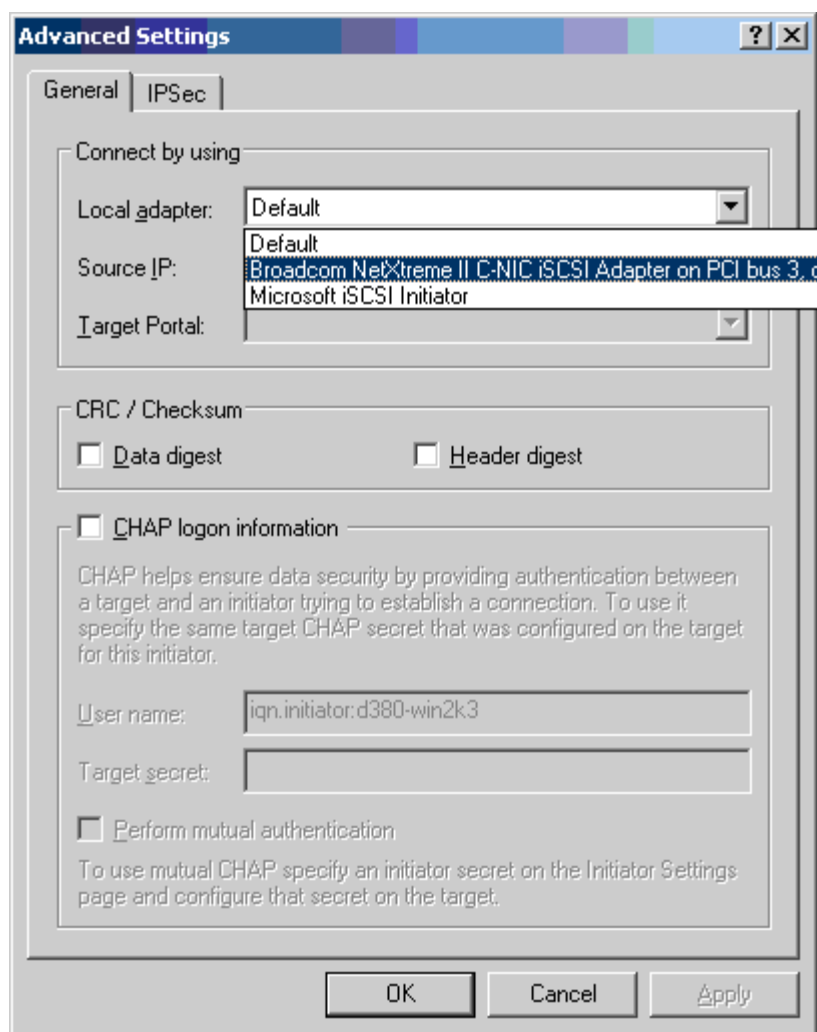 Advanced Settings
General
IPSec
Connect by using
Local adapter:
Default
Default
Source IP:
Broadcom NetXtreme II C-NIC iSCSI Adapter on PCI bus 3,
Microsoft iSCSI Initiator
Target Portal:
CRC / Checksum
Data digest
Header digest
CHAP logon information
CHAP helps ensure data security by providing authentication between
a target and an initiator trying to establish a connection. To use it
specify the same target CHAP secret that was configured on the target
for this initiator.
User name:
iqn.initiator:d380-win2k3
Target secret:
Perform mutual authentication
To use mutual CHAP specify an initiator secret on the Initiator Settings
page and configure that secret on the target.
OK
Cancel
Apply